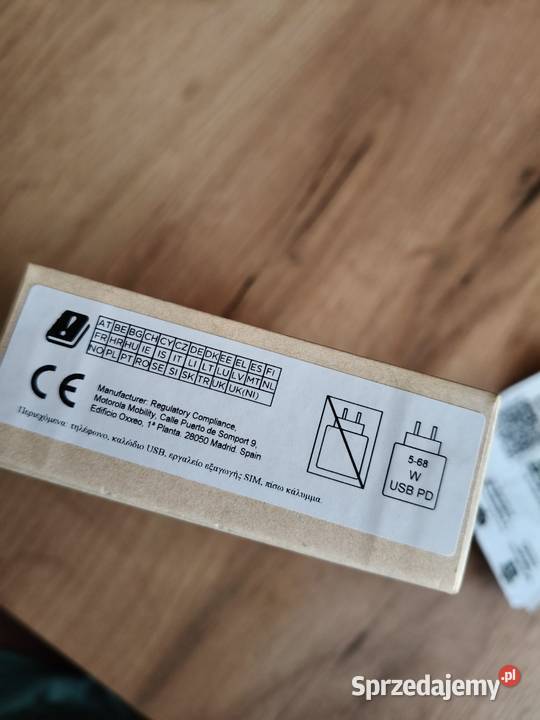 AT BE BG CH CY CZ DE DK EE EL ES FI
FR HR HU IE IS IT LI LT LU LV MT NL
NO PL PT RO SE SI SK TR UK UK(NI)
CE
Manufacturer: Regulatory Compliance,
Motorola Mobility, Calle Puerto de Somport 9,
Edificio Oxxeo, 1ª Planta. 28050 Madrid. Spain
Περιεχόμενα: τηλέφωνο, καλώδιο USB, εργαλείο εξαγωγής SIM, πίσω κάλυμμα
5-68
W
USB PD
Sprzedajemy.pl